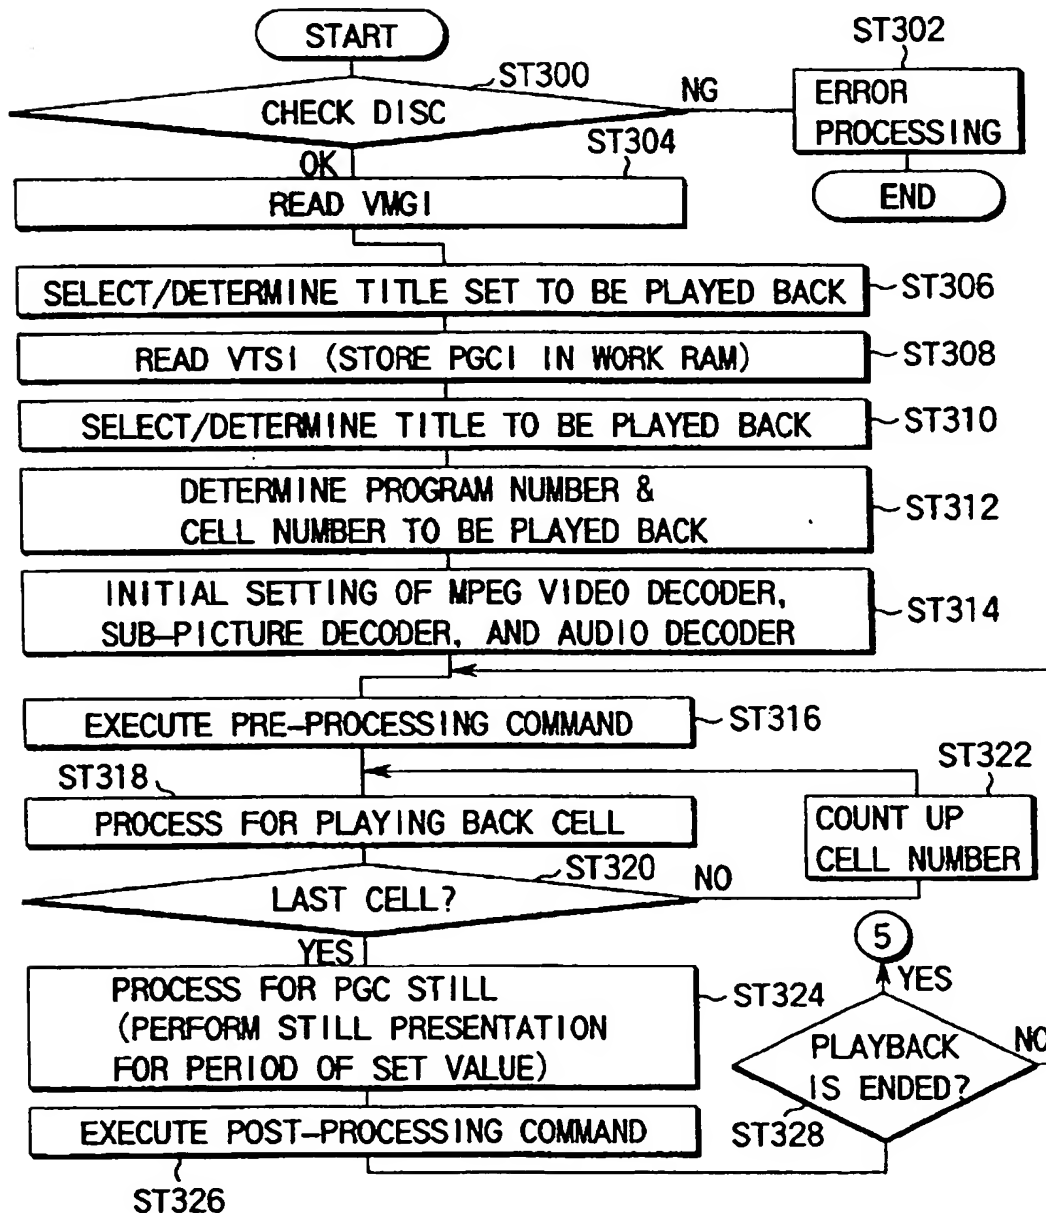 START
ST300
CHECK DISC
NG
ST302
ERROR
PROCESSING
END
OK
ST304
READ VMGI
SELECT/DETERMINE TITLE SET TO BE PLAYED BACK
ST306
READ VTSI (STORE PGCI IN WORK RAM)
ST308
SELECT/DETERMINE TITLE TO BE PLAYED BACK
ST310
DETERMINE PROGRAM NUMBER &
CELL NUMBER TO BE PLAYED BACK
ST312
INITIAL SETTING OF MPEG VIDEO DECODER,
SUB-PICTURE DECODER, AND AUDIO DECODER
ST314
EXECUTE PRE-PROCESSING COMMAND
ST316
ST318
PROCESS FOR PLAYING BACK CELL
ST322
COUNT UP
CELL NUMBER
ST320
LAST CELL?
NO
YES
PROCESS FOR PGC STILL
(PERFORM STILL PRESENTATION
FOR PERIOD OF SET VALUE)
ST324
5
YES
PLAYBACK
IS ENDED?
NO
ST328
EXECUTE POST-PROCESSING COMMAND
ST326